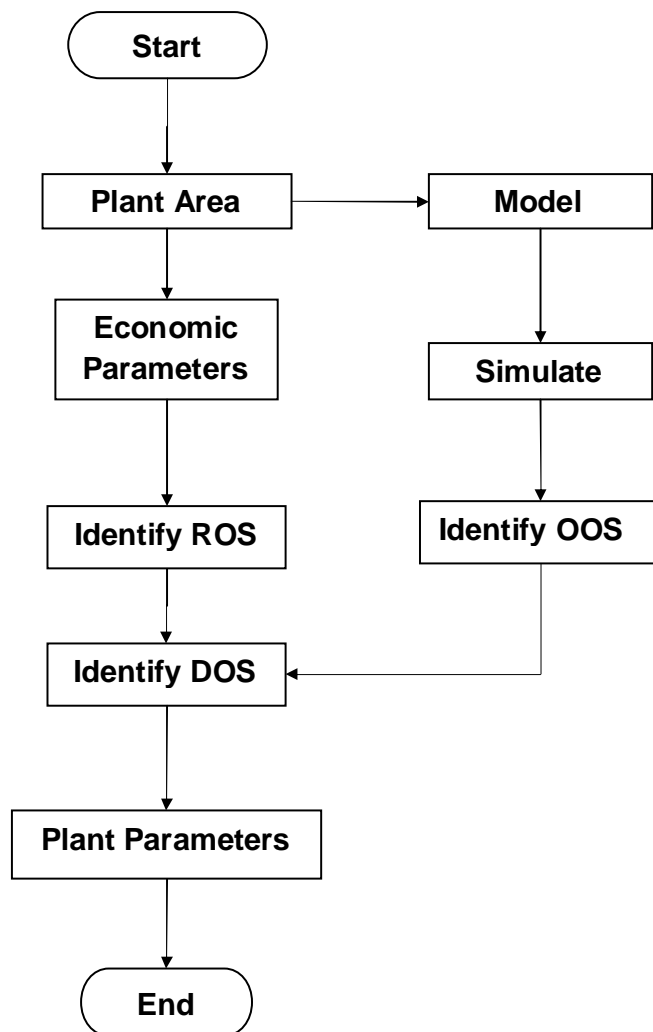 Start
Plant Area
Model
Economic
Parameters
Simulate
Identify ROS
Identify OOS
Identify DOS
Plant Parameters
End